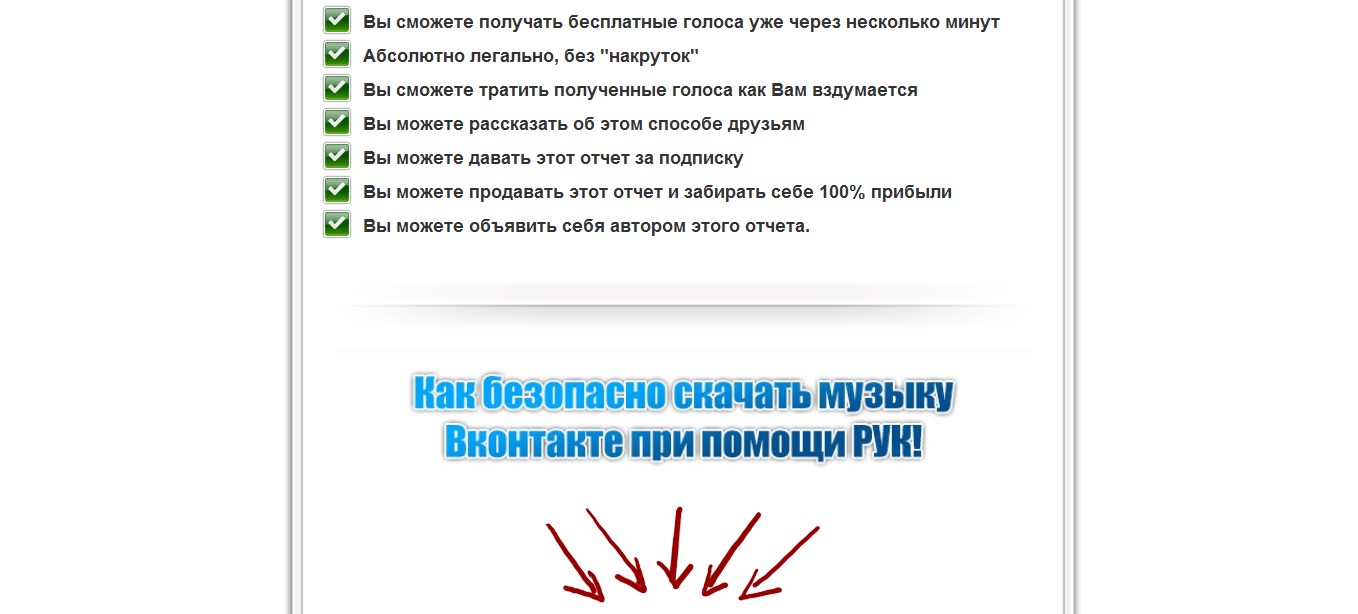 Вы сможете получать бесплатные голоса уже через несколько минут
Абсолютно легально, без "накруток"
Вы сможете тратить полученные голоса как Вам вздумается
Вы можете рассказать об этом способе друзьям
Вы можете давать этот отчет за подписку
Вы можете продавать этот отчет и забирать себе 100% прибыли
Вы можете объявить себя автором этого отчета.
Как безопасно скачать музыку
Вконтакте при помощи РУК!